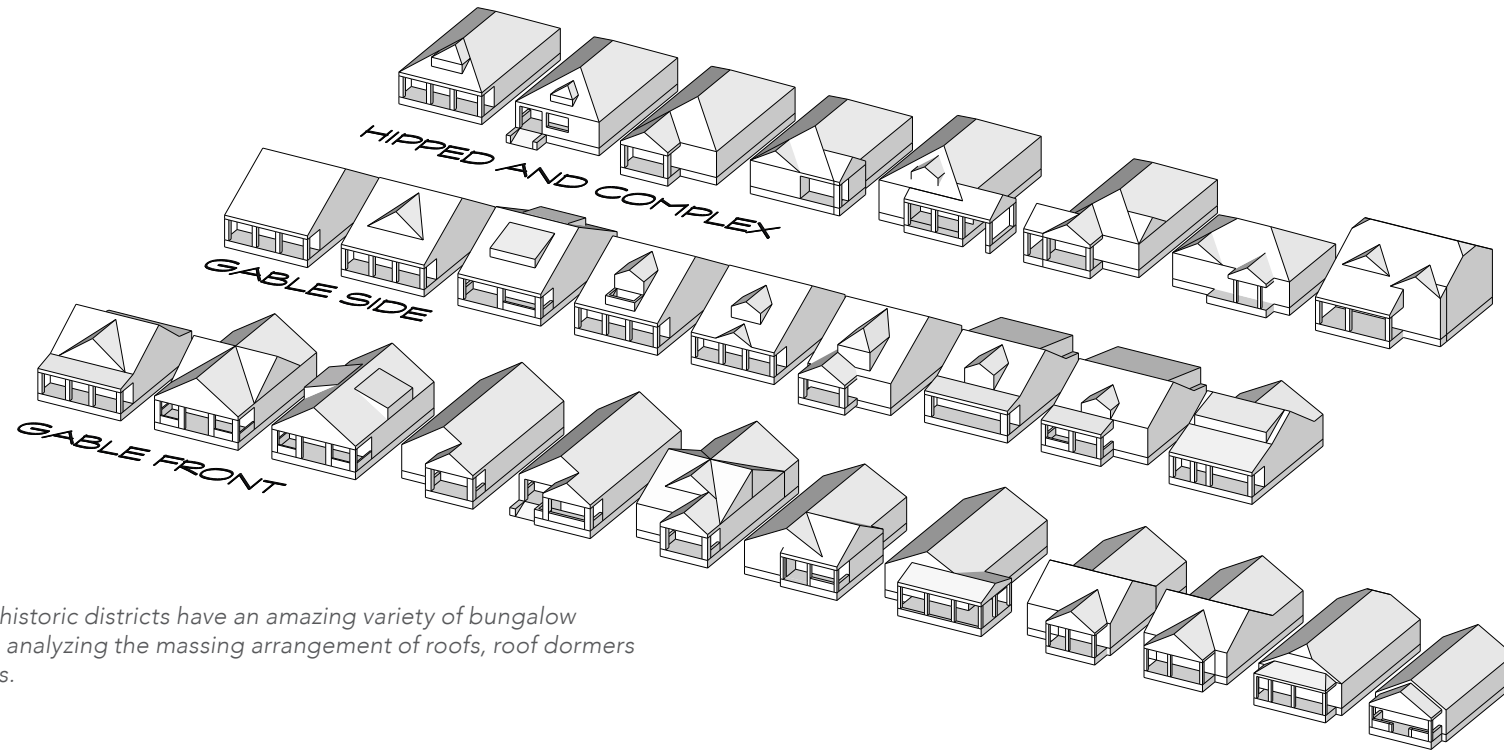 HIPPED AND COMPLEX
GABLE SIDE
GABLE FRONT
historic districts have an amazing variety of bungalow
analyzing the massing arrangement of roofs, roof dormers
s.